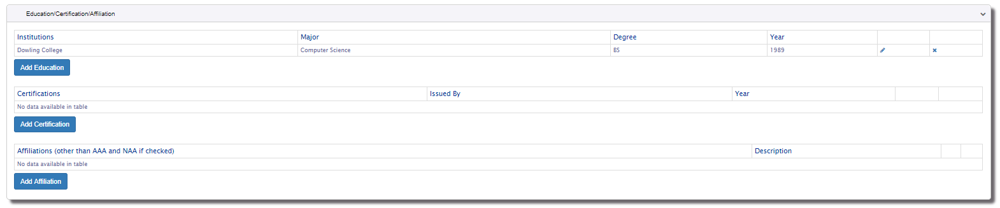 Education/Certification/Affiliation
Institutions Major Degree Year
Dowling College Computer Science BS 1989
Add Education
Certifications Issued By Year
No data available in table
Add Certification
Affiliations (other than AAA and NAA if checked) Description
No data available in table
Add Affiliation